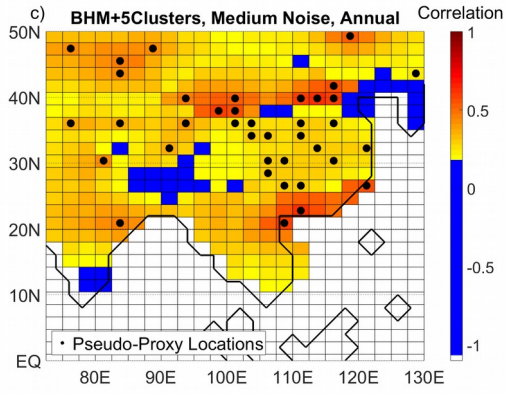 c) BHM+5Clusters, Medium Noise, Annual Correlation
50N
40N
30N
20N
10N
EQ
80E 90E 100E 110E 120E 130E
• Pseudo-Proxy Locations
1
0.5
0
-0.5
-1